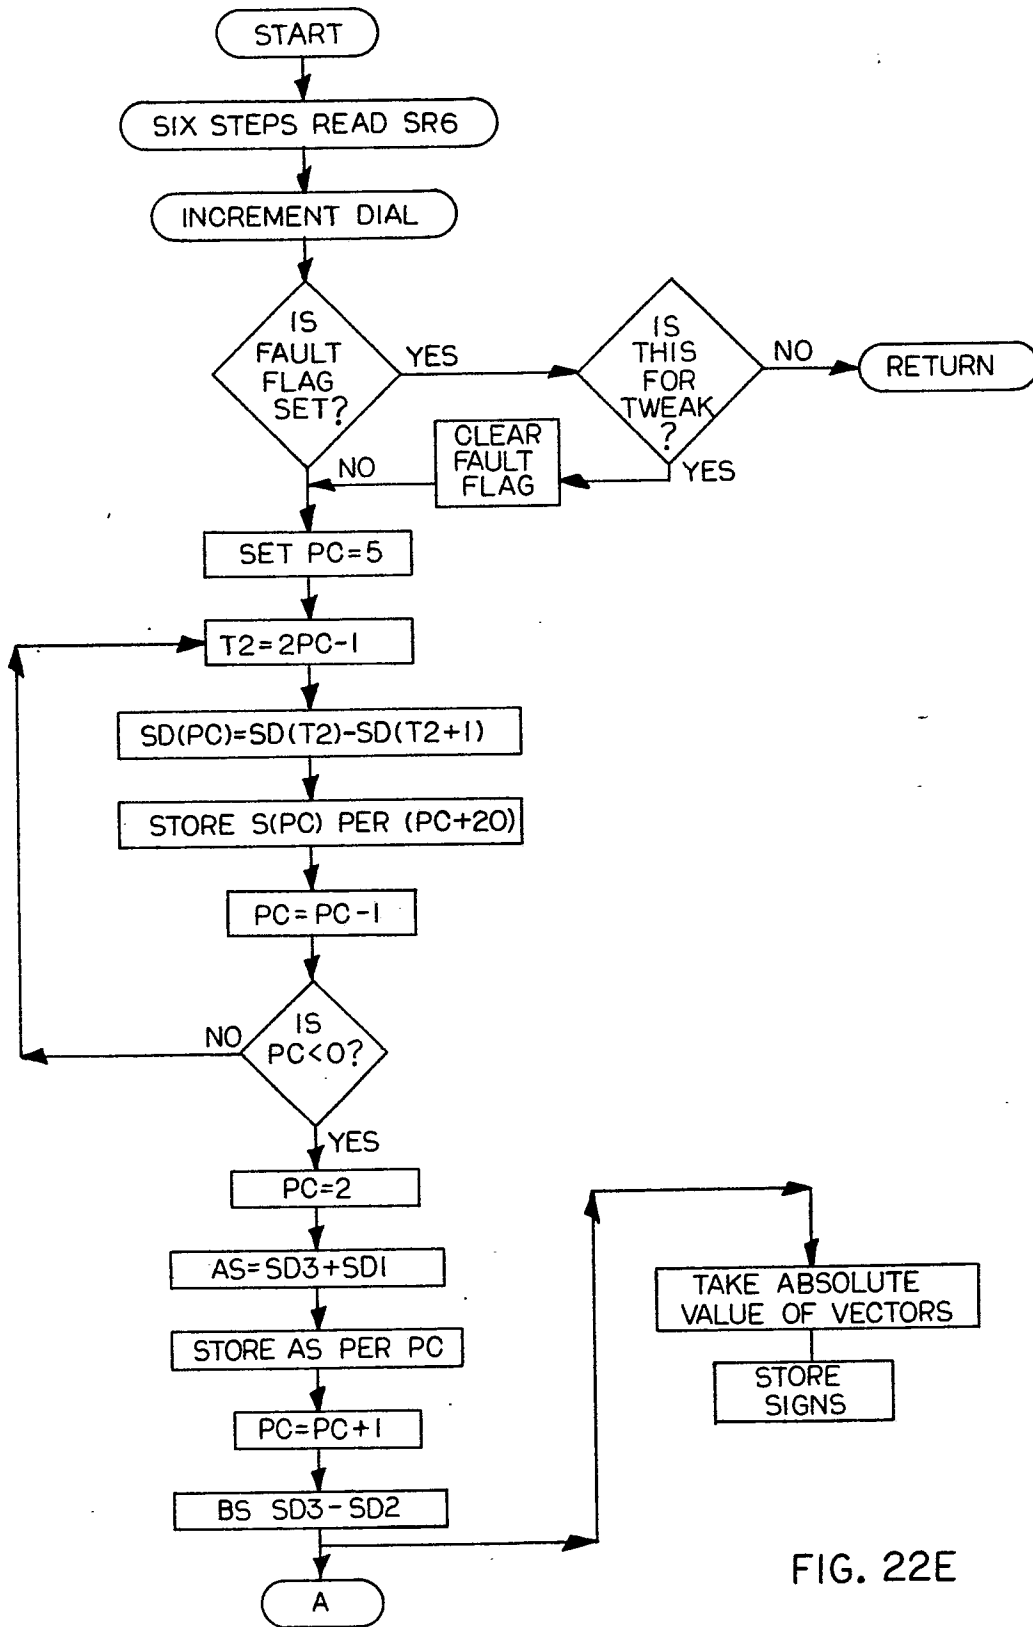 START
SIX STEPS READ SR6
INCREMENT DIAL
IS
FAULT
FLAG
SET?
YES
IS
THIS
FOR
TWEAK
?
NO
RETURN
YES
CLEAR
FAULT
FLAG
NO
SET PC=5
T2=2PC-1
SD(PC)=SD(T2)-SD(T2+1)
STORE S(PC) PER (PC+20)
PC=PC-1
IS
PC<0?
NO
YES
PC=2
AS=SD3+SD1
STORE AS PER PC
PC=PC+1
BS SD3-SD2
A
TAKE ABSOLUTE
VALUE OF VECTORS
STORE
SIGNS
FIG. 22E